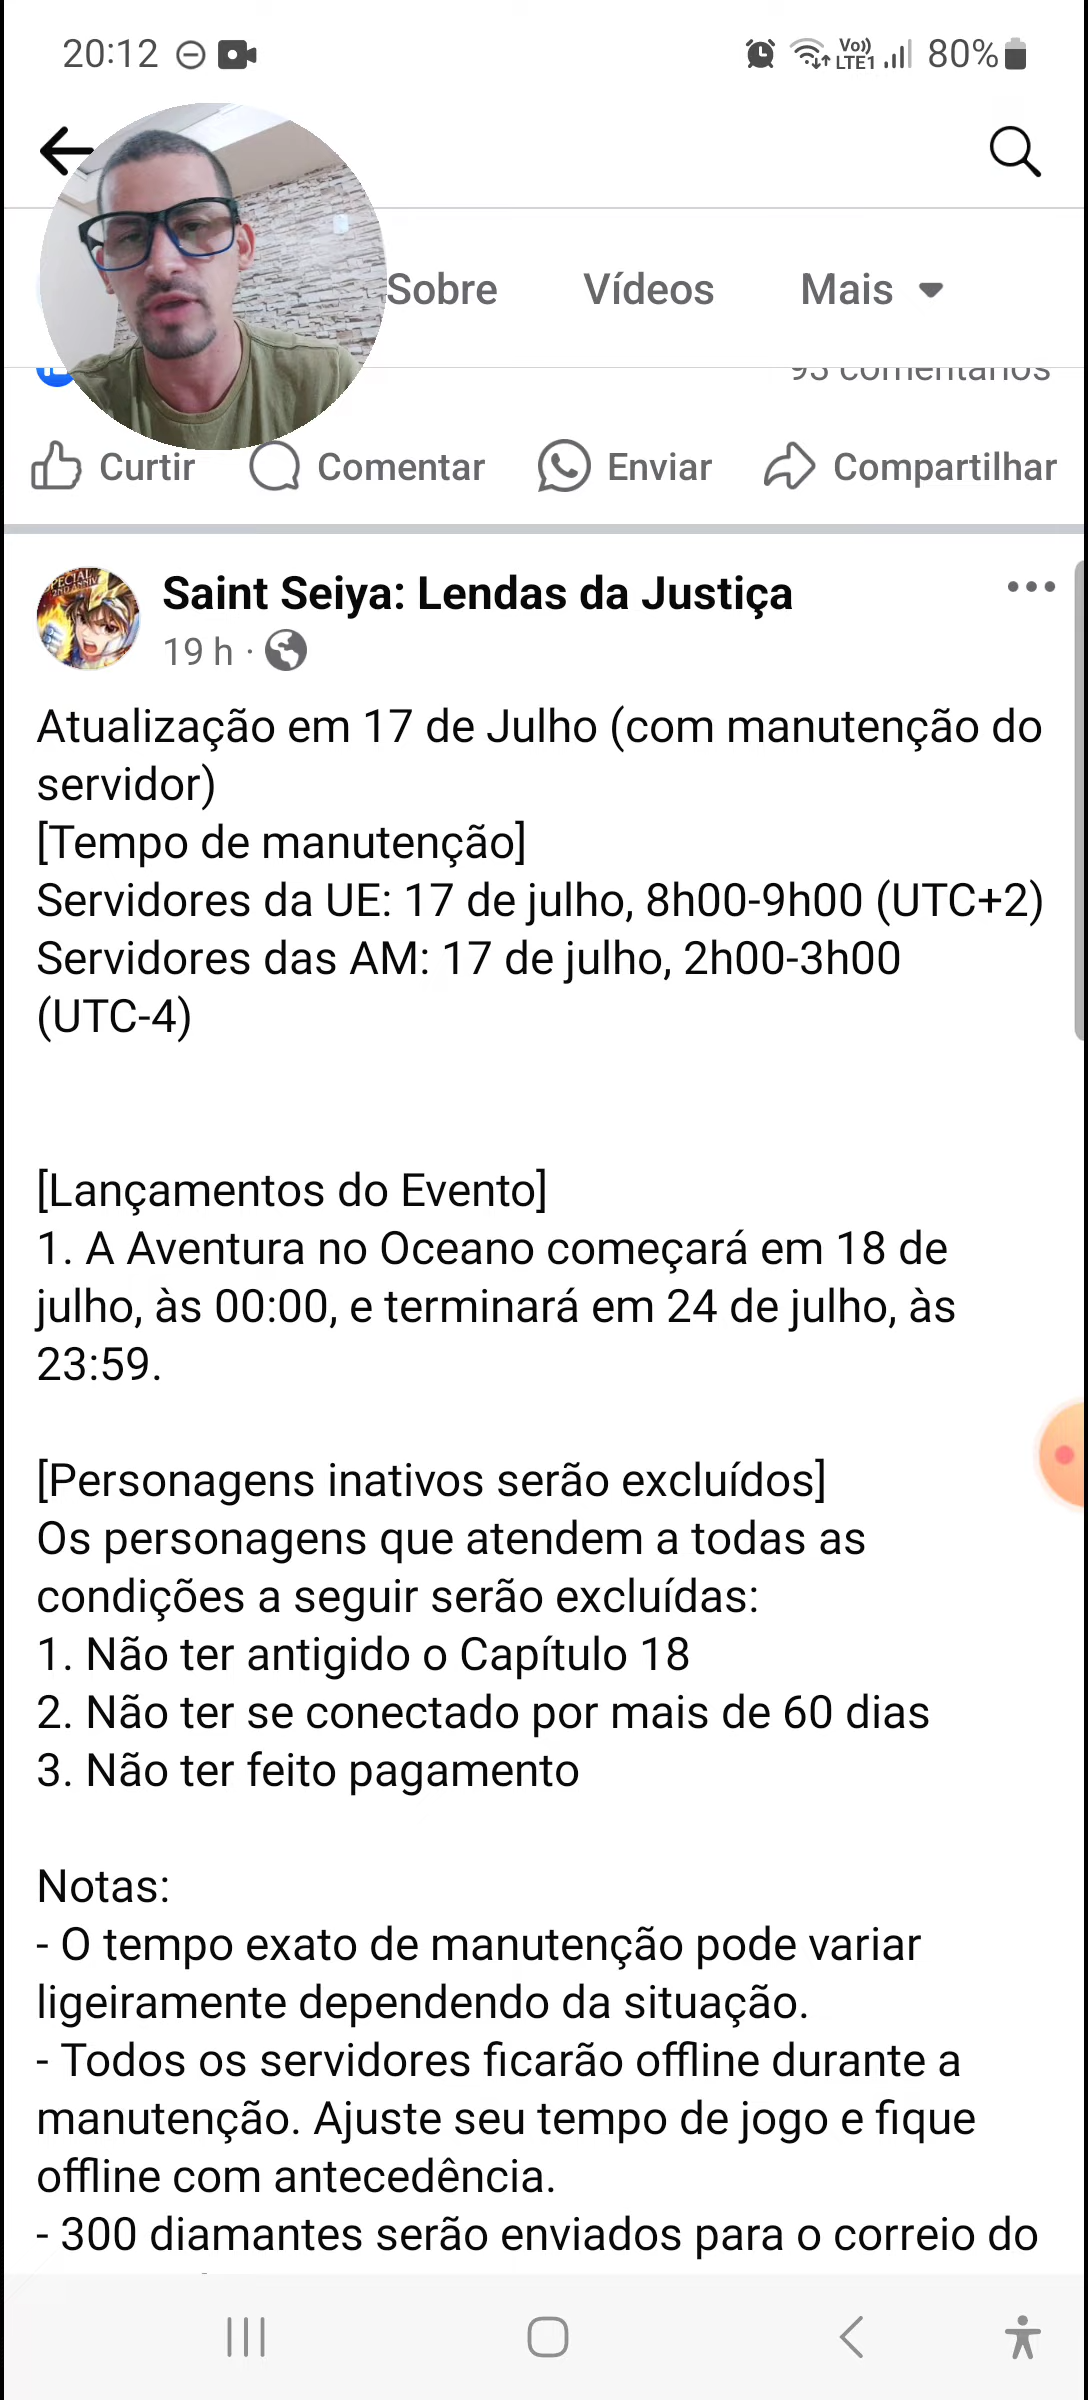 20:12
Vo))
LTE1
80%
Sobre Vídeos Mais
93 comentários
Curtir Comentar Enviar Compartilhar
SPECIAL
2ND ANNIV
Saint Seiya: Lendas da Justiça
19 h ·
Atualização em 17 de Julho (com manutenção do
servidor)
[Tempo de manutenção]
Servidores da UE: 17 de julho, 8h00-9h00 (UTC+2)
Servidores das AM: 17 de julho, 2h00-3h00
(UTC-4)
[Lançamentos do Evento]
1. A Aventura no Oceano começará em 18 de
julho, às 00:00, e terminará em 24 de julho, às
23:59.
[Personagens inativos serão excluídos]
Os personagens que atendem a todas as
condições a seguir serão excluídas:
1. Não ter antigido o Capítulo 18
2. Não ter se conectado por mais de 60 dias
3. Não ter feito pagamento
Notas:
- O tempo exato de manutenção pode variar
ligeiramente dependendo da situação.
- Todos os servidores ficarão offline durante a
manutenção. Ajuste seu tempo de jogo e fique
offline com antecedência.
- 300 diamantes serão enviados para o correio do